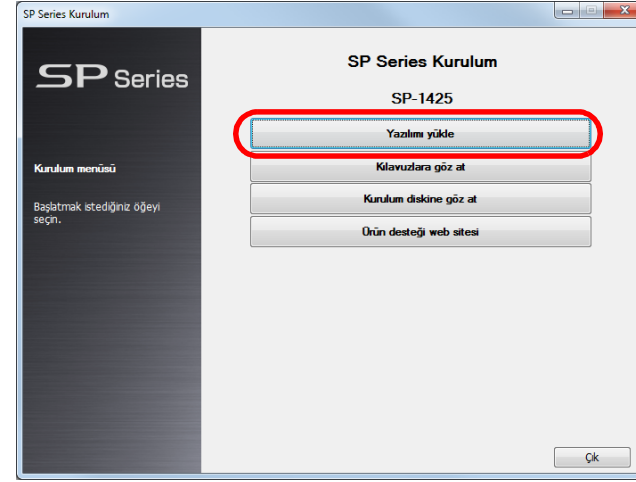 SP Series Kurulum
SP Series
Kurulum menüsü
Başlatmak istediğiniz öğeyi
seçin.
SP Series Kurulum
SP-1425
Yazılımı yükle
Kılavuzlara göz at
Kurulum diskine göz at
Ürün desteği web sitesi
Çık